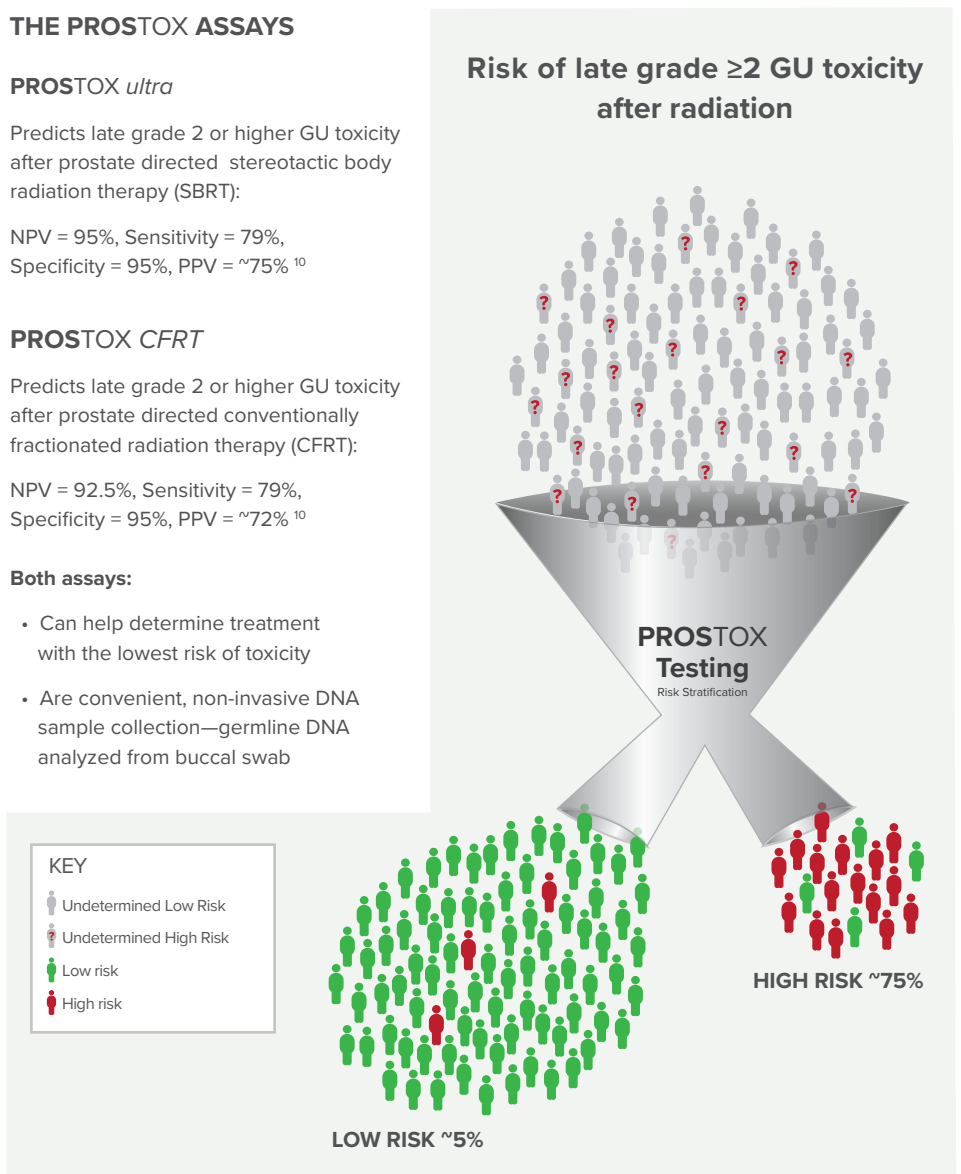 THE PROSTOX ASSAYS
PROSTOX ultra
Predicts late grade 2 or higher GU toxicity
after prostate directed stereotactic body
radiation therapy (SBRT):
NPV = 95%, Sensitivity = 79%,
Specificity = 95%, PPV = ~75% 10
PROSTOX CFRT
Predicts late grade 2 or higher GU toxicity
after prostate directed conventionally
fractionated radiation therapy (CFRT):
NPV = 92.5%, Sensitivity = 79%,
Specificity = 95%, PPV = ~72% 10
Both assays:
• Can help determine treatment
with the lowest risk of toxicity
• Are convenient, non-invasive DNA
sample collection—germline DNA
analyzed from buccal swab
Risk of late grade ≥2 GU toxicity
after radiation
PROSTOX
Testing
Risk Stratification
KEY
Undetermined Low Risk
? Undetermined High Risk
Low risk
High risk
HIGH RISK ~75%
LOW RISK ~5%